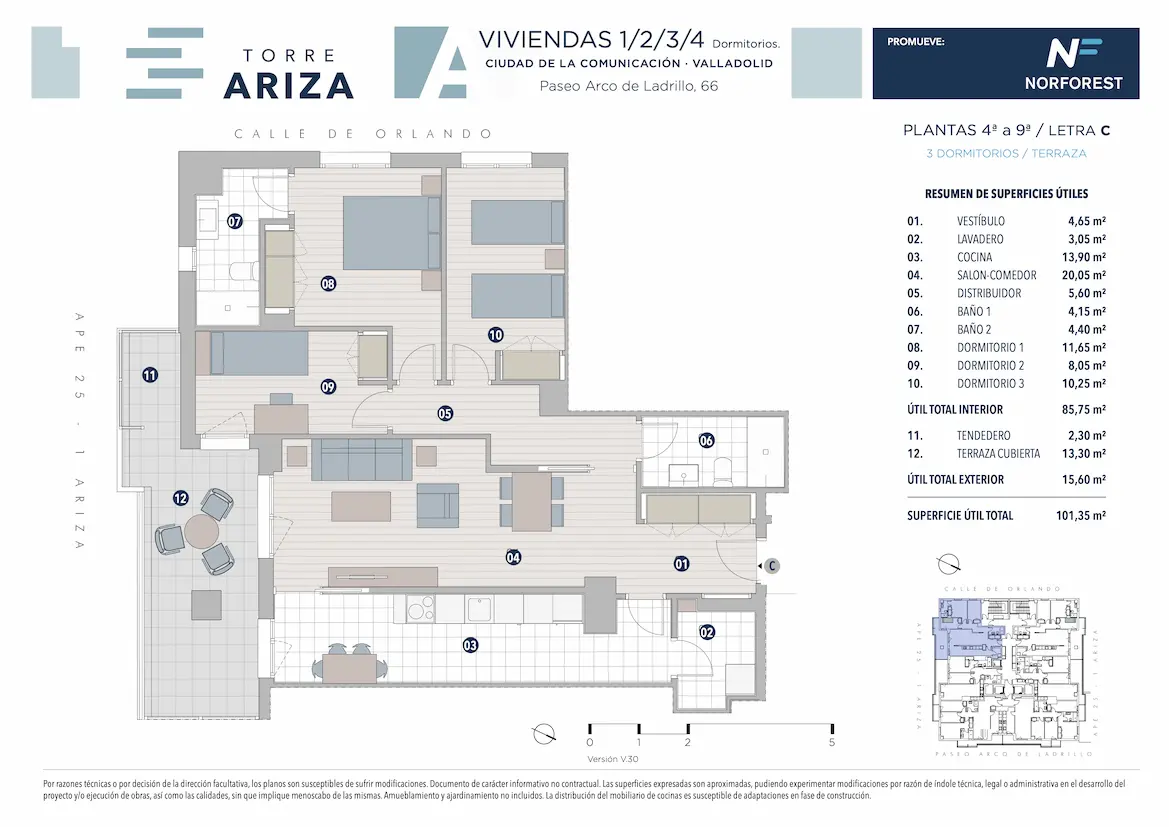 TORRE
ARIZA
A
VIVIENDAS 1/2/3/4 Dormitorios.
CIUDAD DE LA COMUNICACIÓN · VALLADOLID
Paseo Arco de Ladrillo, 66
PROMUEVE:
NF
NORFOREST
PLANTAS 4ª a 9ª / LETRA C
3 DORMITORIOS / TERRAZA
RESUMEN DE SUPERFICIES ÚTILES
01. VESTÍBULO 4,65 m²
02. LAVADERO 3,05 m²
03. COCINA 13,90 m²
04. SALON-COMEDOR 20,05 m²
05. DISTRIBUIDOR 5,60 m²
06. BAÑO 1 4,15 m²
07. BAÑO 2 4,40 m²
08. DORMITORIO 1 11,65 m²
09. DORMITORIO 2 8,05 m²
10. DORMITORIO 3 10,25 m²
ÚTIL TOTAL INTERIOR 85,75 m²
11. TENDEDERO 2,30 m²
12. TERRAZA CUBIERTA 13,30 m²
ÚTIL TOTAL EXTERIOR 15,60 m²
SUPERFICIE ÚTIL TOTAL 101,35 m²
CALLE DE ORLANDO
APE 25 - 1 ARIZA
07
08
10
11
09
05
06
12
04
01
C
03
02
0 1 2 5
Versión V.30
CALLE DE ORLANDO
APE 25 - 1 ARIZA
APE 25 - 1 ARIZA
PASEO ARCO DE LADRILLO
Por razones técnicas o por decisión de la dirección facultativa, los planos son susceptibles de sufrir modificaciones. Documento de carácter informativo no contractual. Las superficies expresadas son aproximadas, pudiendo experimentar modificaciones por razón de índole técnica, legal o administrativa en el desarrollo del
proyecto y/o ejecución de obras, así como las calidades, sin que implique menoscabo de las mismas. Amueblamiento y ajardinamiento no incluidos. La distribución del mobiliario de cocinas es susceptible de adaptaciones en fase de construcción.